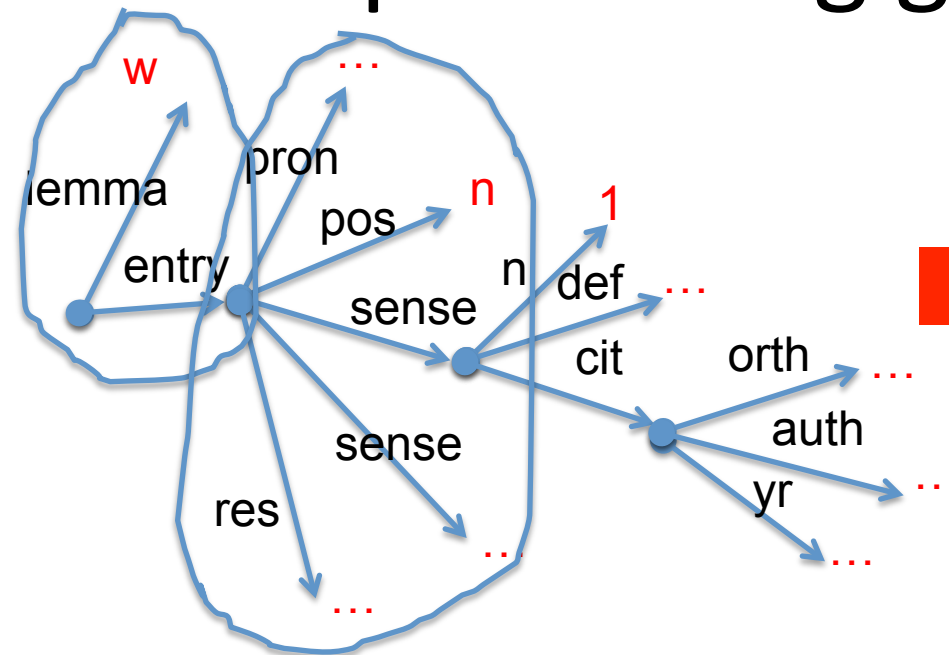 w
...
lemma
pron
n
1
pos
entry
n
def
...
sense
cit
orth
...
auth
sense
yr
..
res
...
...
...